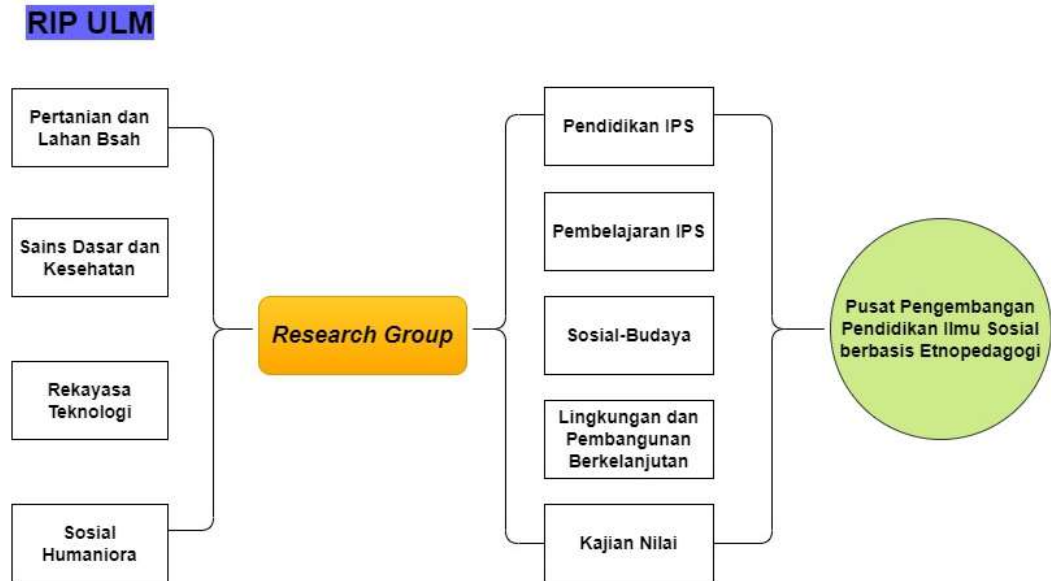 RIP ULM
Pertanian dan
Lahan Bsah
Sains Dasar dan
Kesehatan
Rekayasa
Teknologi
Sosial
Humaniora
Research Group
Pendidikan IPS
Pembelajaran IPS
Sosial-Budaya
Lingkungan dan
Pembangunan
Berkelanjutan
Kajian Nilai
Pusat Pengembangan
Pendidikan Ilmu Sosial
berbasis Etnopedagogi